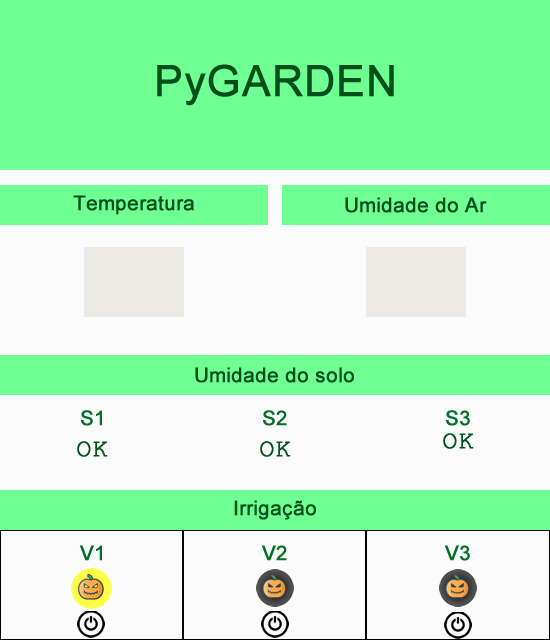 PyGARDEN
Temperatura
Umidade do Ar
Umidade do solo
S1
S2
S3
OK
OK
OK
Irrigação
V1
V2
V3